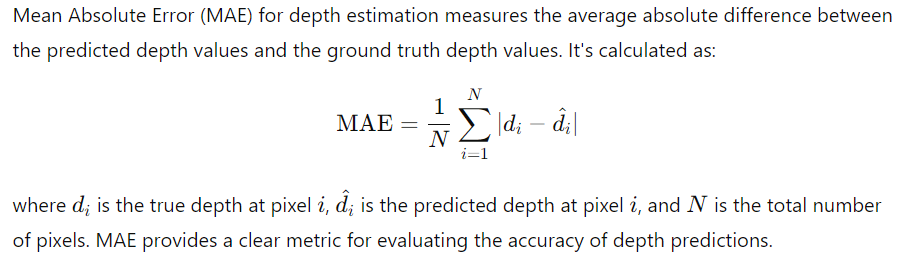 Mean Absolute Error (MAE) for depth estimation measures the average absolute difference between
the predicted depth values and the ground truth depth values. It's calculated as:
MAE = \frac{1}{N} \sum_{i=1}^{N} |d_i - \hat{d}_i|
where d_i is the true depth at pixel i, \hat{d}_i is the predicted depth at pixel i, and N is the total number
of pixels. MAE provides a clear metric for evaluating the accuracy of depth predictions.